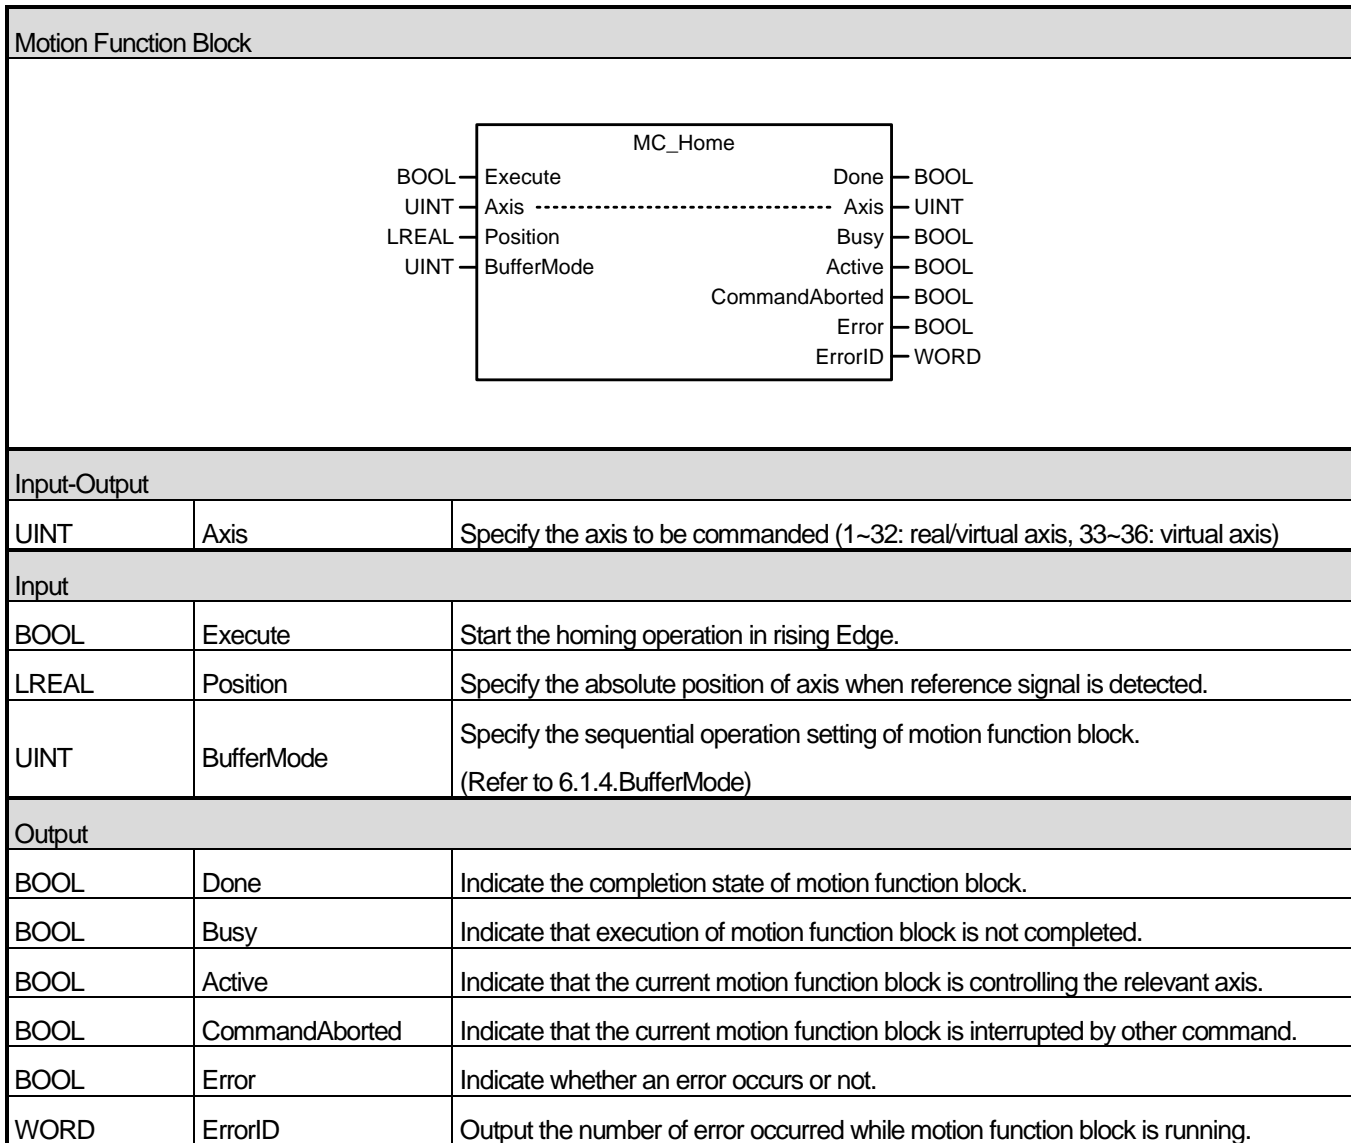 Motion Function Block
MC_Home
BOOL Execute Done BOOL
UINT Axis Axis UINT
LREAL Position Busy BOOL
UINT BufferMode Active BOOL
CommandAborted BOOL
Error BOOL
ErrorID WORD
Input-Output
UINT Axis Specify the axis to be commanded (1~32: real/virtual axis, 33~36: virtual axis)
Input
BOOL Execute Start the homing operation in rising Edge.
LREAL Position Specify the absolute position of axis when reference signal is detected.
UINT BufferMode Specify the sequential operation setting of motion function block.
(Refer to 6.1.4.BufferMode)
Output
BOOL Done Indicate the completion state of motion function block.
BOOL Busy Indicate that execution of motion function block is not completed.
BOOL Active Indicate that the current motion function block is controlling the relevant axis.
BOOL CommandAborted Indicate that the current motion function block is interrupted by other command.
BOOL Error Indicate whether an error occurs or not.
WORD ErrorID Output the number of error occurred while motion function block is running.